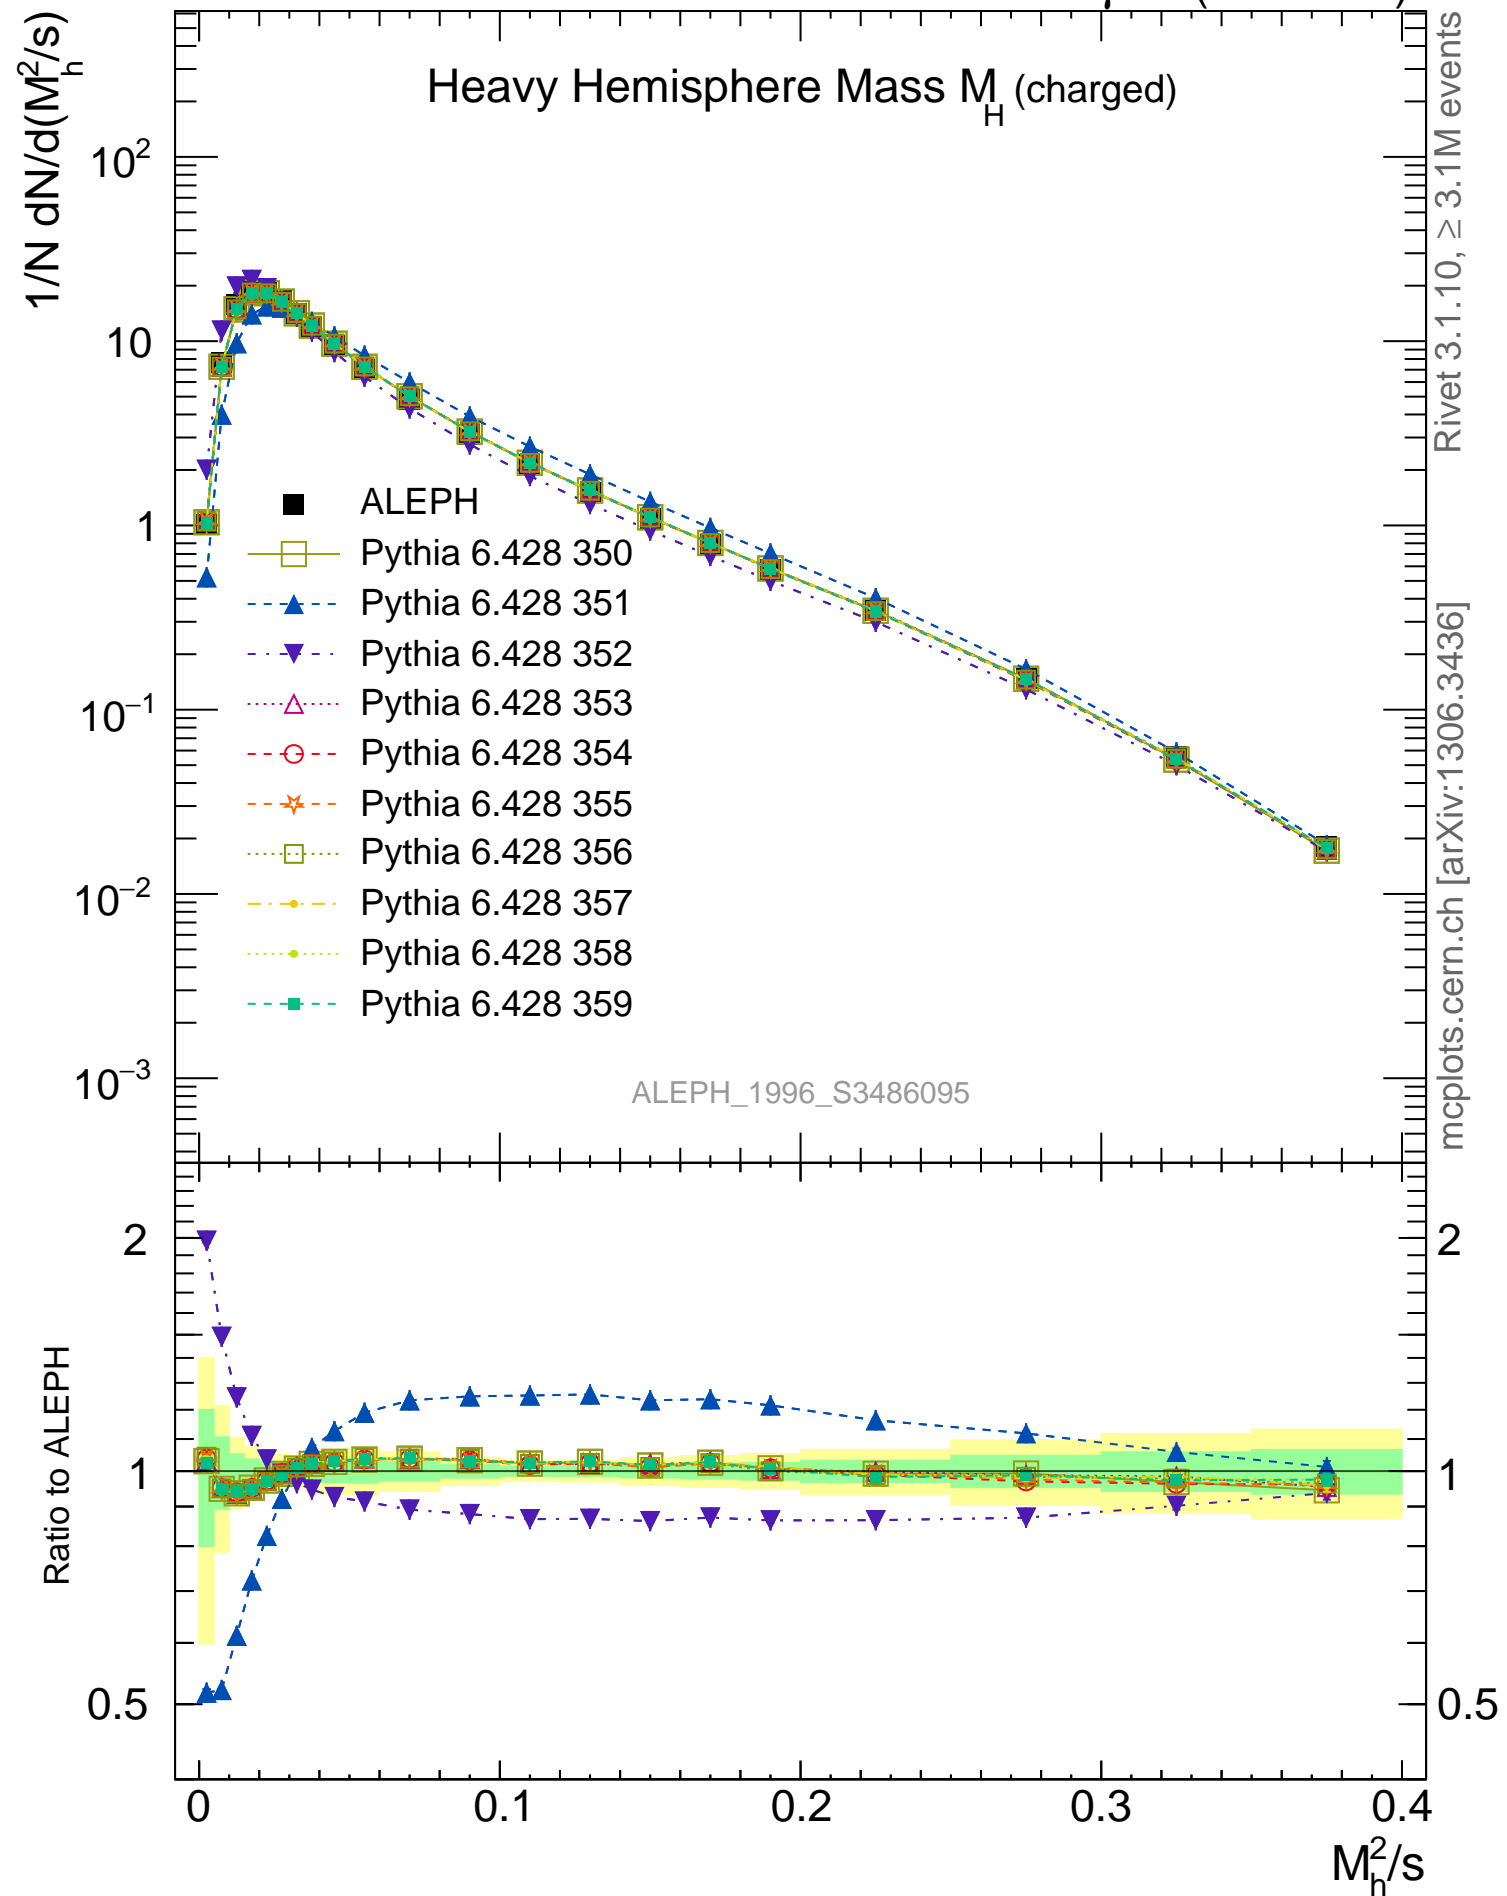 Heavy Hemisphere Mass M_H (charged)
1/N dN/d(M_h^2/s)
10^2
10
1
10^−1
10^−2
10^−3
ALEPH
Pythia 6.428 350
Pythia 6.428 351
Pythia 6.428 352
Pythia 6.428 353
Pythia 6.428 354
Pythia 6.428 355
Pythia 6.428 356
Pythia 6.428 357
Pythia 6.428 358
Pythia 6.428 359
ALEPH_1996_S3486095
Rivet 3.1.10, ≥ 3.1M events
mcplots.cern.ch [arXiv:1306.3436]
Ratio to ALEPH
2
1
0.5
2
1
0.5
0
0.1
0.2
0.3
0.4
M_h^2/s